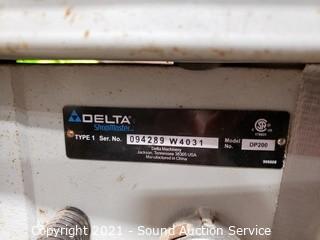 DELTA
ShopMaster
TYPE 1 Ser. No. 094289 W4031 Model No. DP200
Delta Machinery
Jackson, Tennessee 38305 USA
Manufactured in China
Copyright 2021 - Sound Auction Service